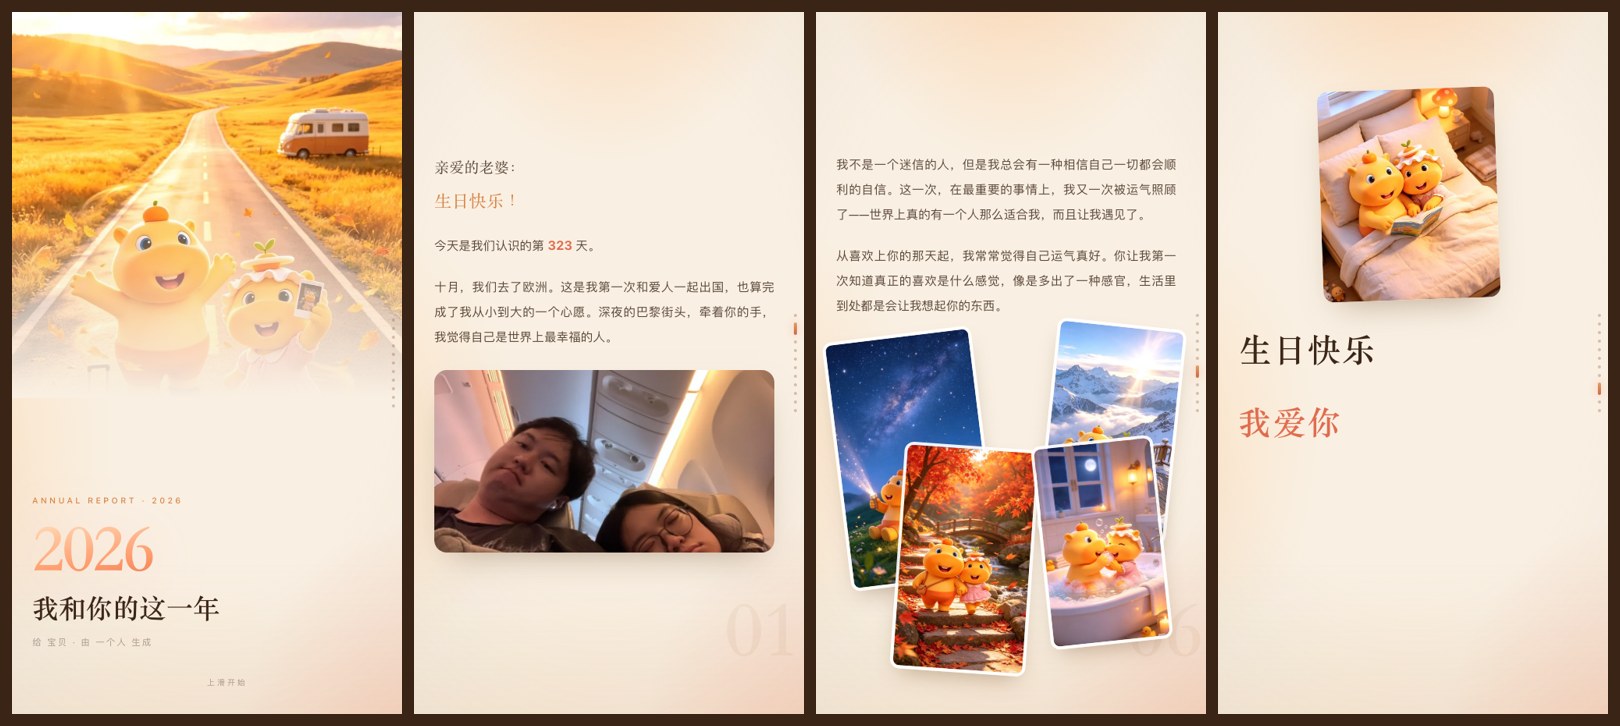 ANNUAL REPORT · 2026
2026
我和你的这一年
给 宝贝 · 由 一个人 生成
上滑开始
亲爱的老婆：
生日快乐！
今天是我们认识的第 323 天。
十月，我们去了欧洲。这是我第一次和爱人一起出国，也算完
成了我从小到大的一个心愿。深夜的巴黎街头，牵着你的手，
我觉得自己是世界上最幸福的人。
01
我不是一个迷信的人，但是我总会有一种相信自己一切都会顺
利的自信。这一次，在最重要的事情上，我又一次被运气照顾
了——世界上真的有一个人那么适合我，而且让我遇见了。
从喜欢上你的那天起，我常常觉得自己运气真好。你让我第一
次知道真正的喜欢是什么感觉，像是多出了一种感官，生活里
到处都是会让我想起你的东西。
6
生日快乐
我爱你